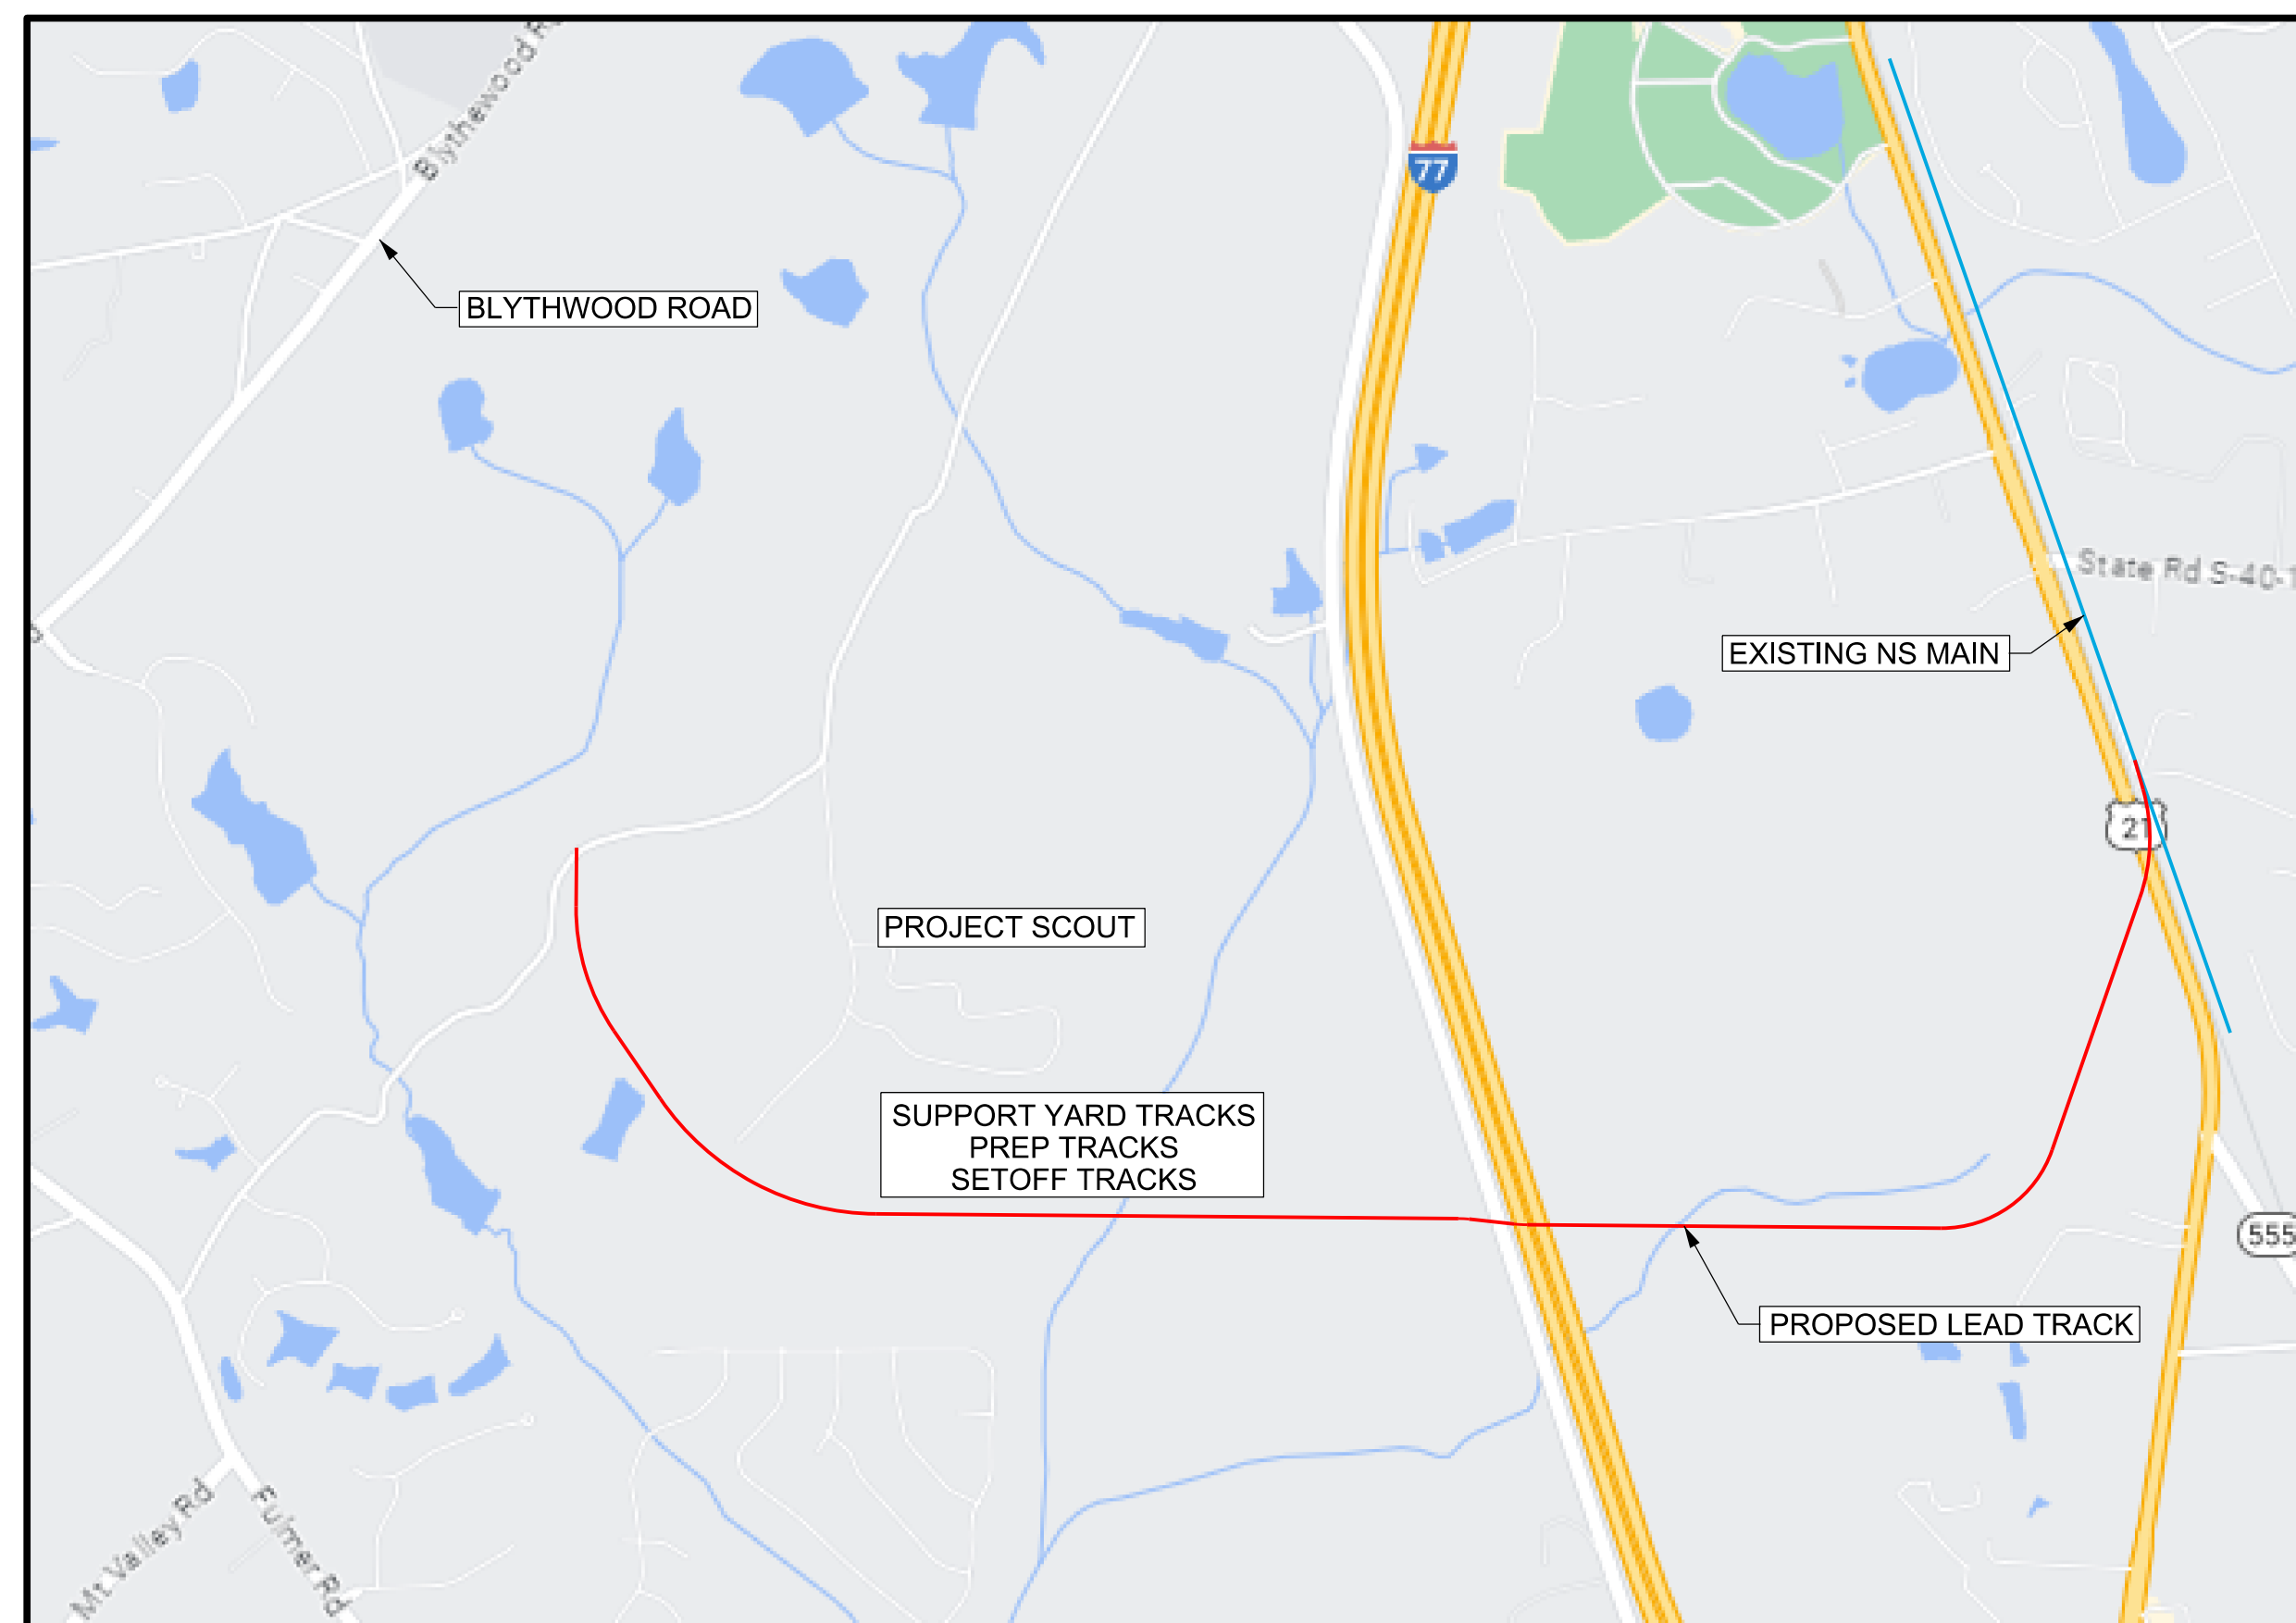 Blythewood Rd
77
BLYTHWOOD ROAD
State Rd S-40-1
EXISTING NS MAIN
21
PROJECT SCOUT
SUPPORT YARD TRACKS
PREP TRACKS
SETOFF TRACKS
555
PROPOSED LEAD TRACK
Mt Valley Rd
Fulmer Rd